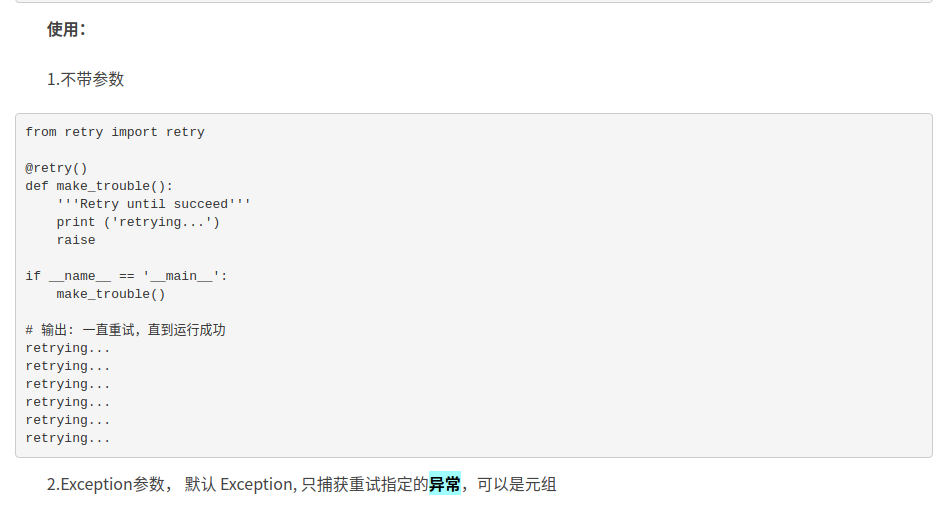 使用：
1.不带参数
from retry import retry
@retry()
def make_trouble():
    '''Retry until succeed'''
    print ('retrying...')
    raise
if __name__ == '__main__':
    make_trouble()
# 输出: 一直重试，直到运行成功
retrying...
retrying...
retrying...
retrying...
retrying...
retrying...
2.Exception参数， 默认 Exception, 只捕获重试指定的异常，可以是元组